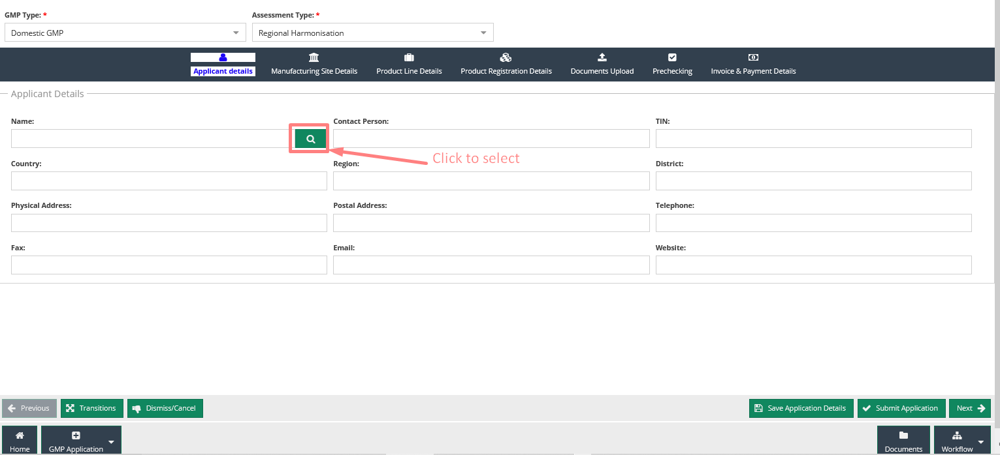 GMP Type: *
Assessment Type: *
Domestic GMP
Regional Harmonisation
Applicant details
Manufacturing Site Details
Product Line Details
Product Registration Details
Documents Upload
Prechecking
Invoice & Payment Details
Applicant Details
Name:
Contact Person:
TIN:
Click to select
Country:
Region:
District:
Physical Address:
Postal Address:
Telephone:
Fax:
Email:
Website:
Previous
Transitions
Dismiss/Cancel
Save Application Details
Submit Application
Next
Home
GMP Application
Documents
Workflow